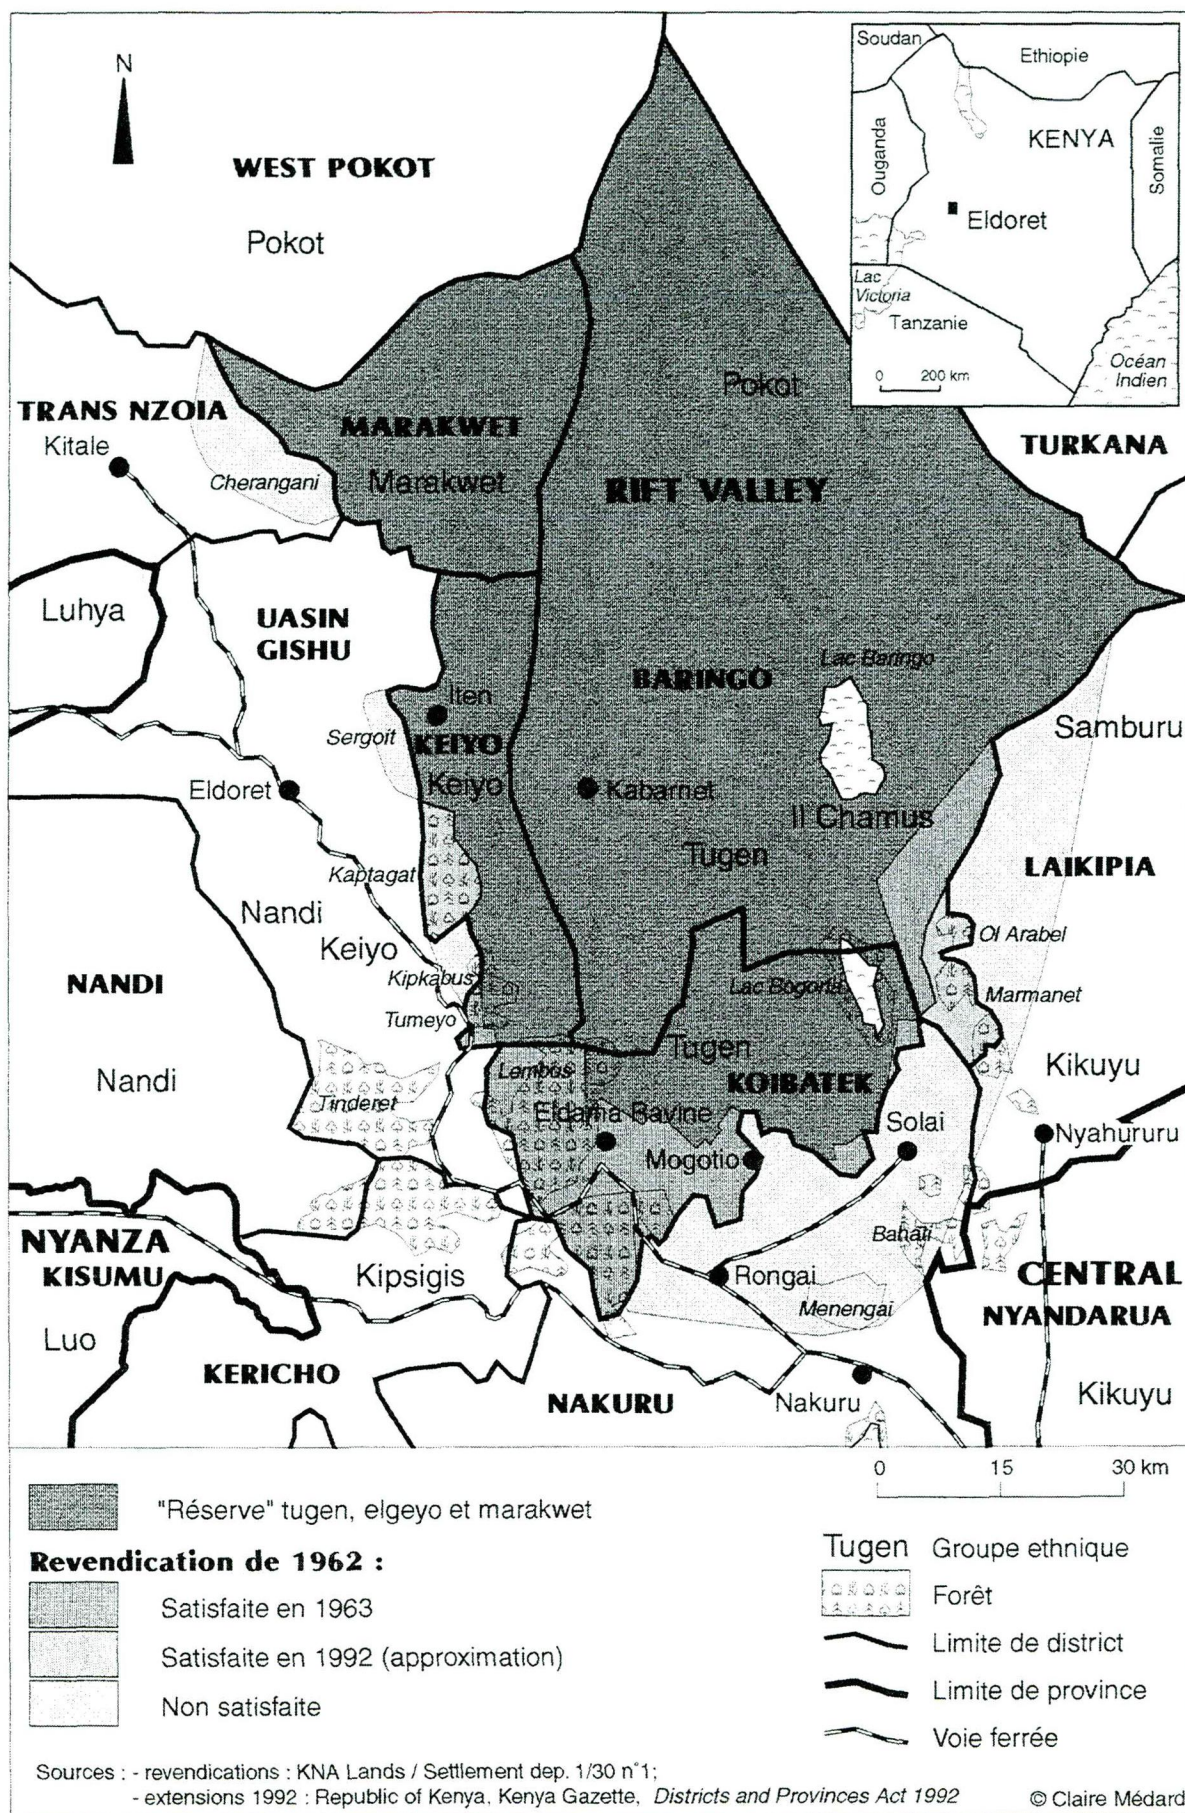 N
Soudan
Ethiopie
Ouganda
KENYA
Somalie
Eldoret
Lac
Victoria
Tanzanie
Océan
Indien
0 200 km
WEST POKOT
Pokot
Pokot
TRANS NZOIA
Kitale
MARAKWET
Marakwet
Cherangani
RIFT VALLEY
TURKANA
Luhya
UASIN
GISHU
BARINGO
Lac Baringo
Iten
Sergoit
KEIYO
Keiyo
Samburu
Eldoret
Kabarnet
Il Chamus
Tugen
LAIKIPIA
Kaptagat
Nandi
Keiyo
Ol Arabel
NANDI
Kipkabus
Lac Bogoria
Marmanet
Tumeyo
Tugen
Kikuyu
Nandi
Lembus
KOIBATEK
Tinderet
Eldama Ravine
Solai
Nyahururu
Mogotio
NYANZA
KISUMU
Bahati
Kipsigis
Rongai
CENTRAL
Menengai
NYANDARUA
Luo
KERICHO
NAKURU
Nakuru
Kikuyu
0 15 30 km
"Réserve" tugen, elgeyo et marakwet
Revendication de 1962 :
Satisfaite en 1963
Satisfaite en 1992 (approximation)
Non satisfaite
Tugen Groupe ethnique
Forêt
Limite de district
Limite de province
Voie ferrée
Sources : - revendications : KNA Lands / Settlement dep. 1/30 n°1;
- extensions 1992 : Republic of Kenya, Kenya Gazette, Districts and Provinces Act 1992
© Claire Médard